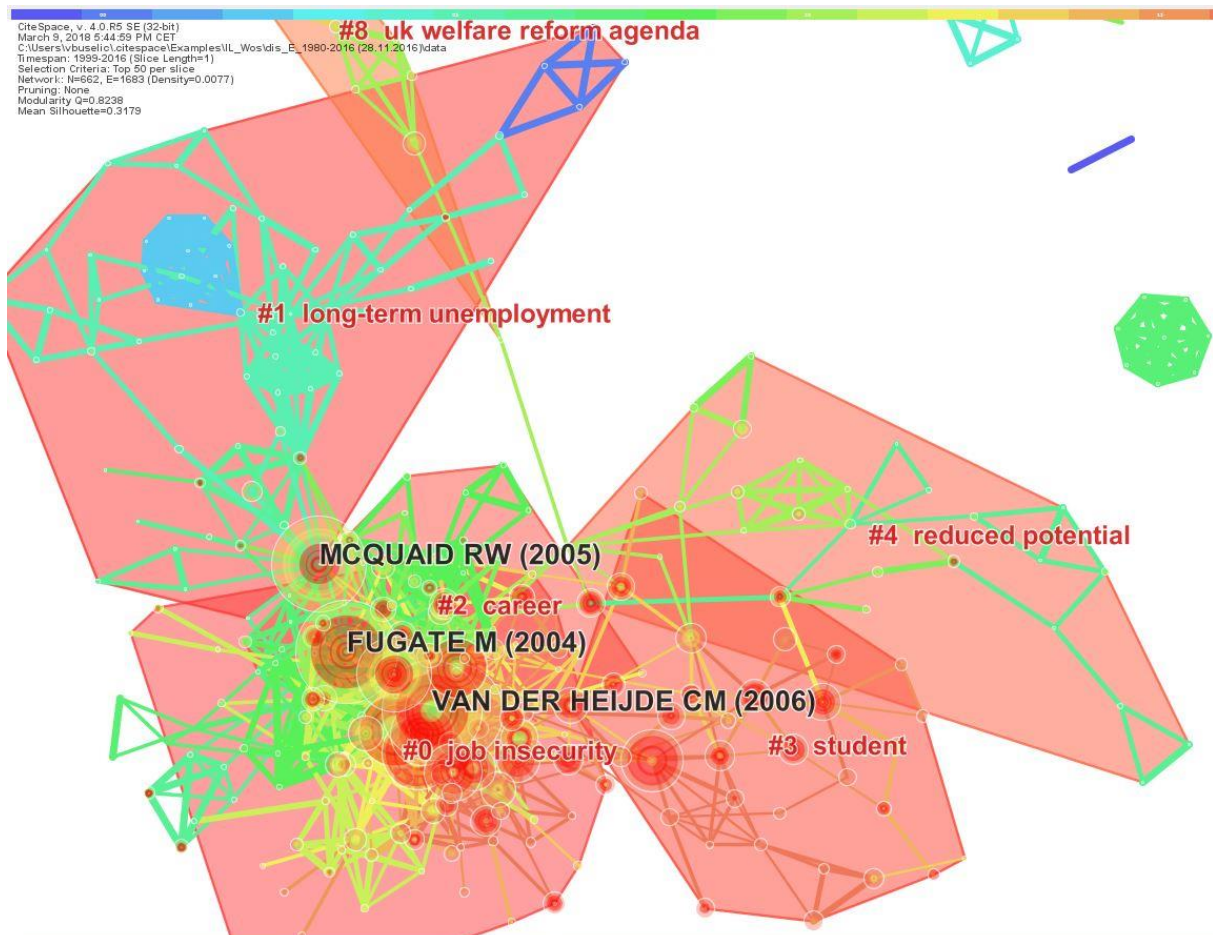 CiteSpace, v. 4.0.R5 SE (32-bit)
March 9, 2018 5:44:59 PM CET
C:\Users\vbuselic\.citespace\Examples\IL_Wos\dis_E_1980-2016 (28.11.2016)\data
Timespan: 1999-2016 (Slice Length=1)
Selection Criteria: Top 50 per slice
Network: N=662, E=1683 (Density=0.0077)
Pruning: None
Modularity Q=0.8238
Mean Silhouette=0.3179
#8 uk welfare reform agenda
#1 long-term unemployment
#4 reduced potential
MCQUAID RW (2005)
#2 career
FUGATE M (2004)
VAN DER HEIJDE CM (2006)
#0 job insecurity
#3 student